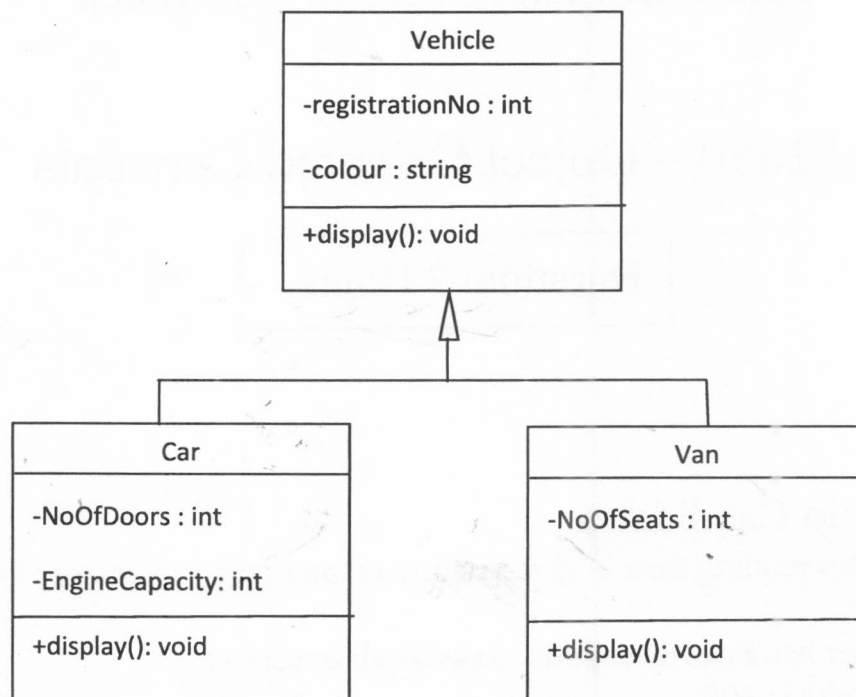 Vehicle
-registrationNo : int
-colour : string
+display(): void
Car
-NoOfDoors : int
-EngineCapacity: int
+display(): void
Van
-NoOfSeats : int
+display(): void